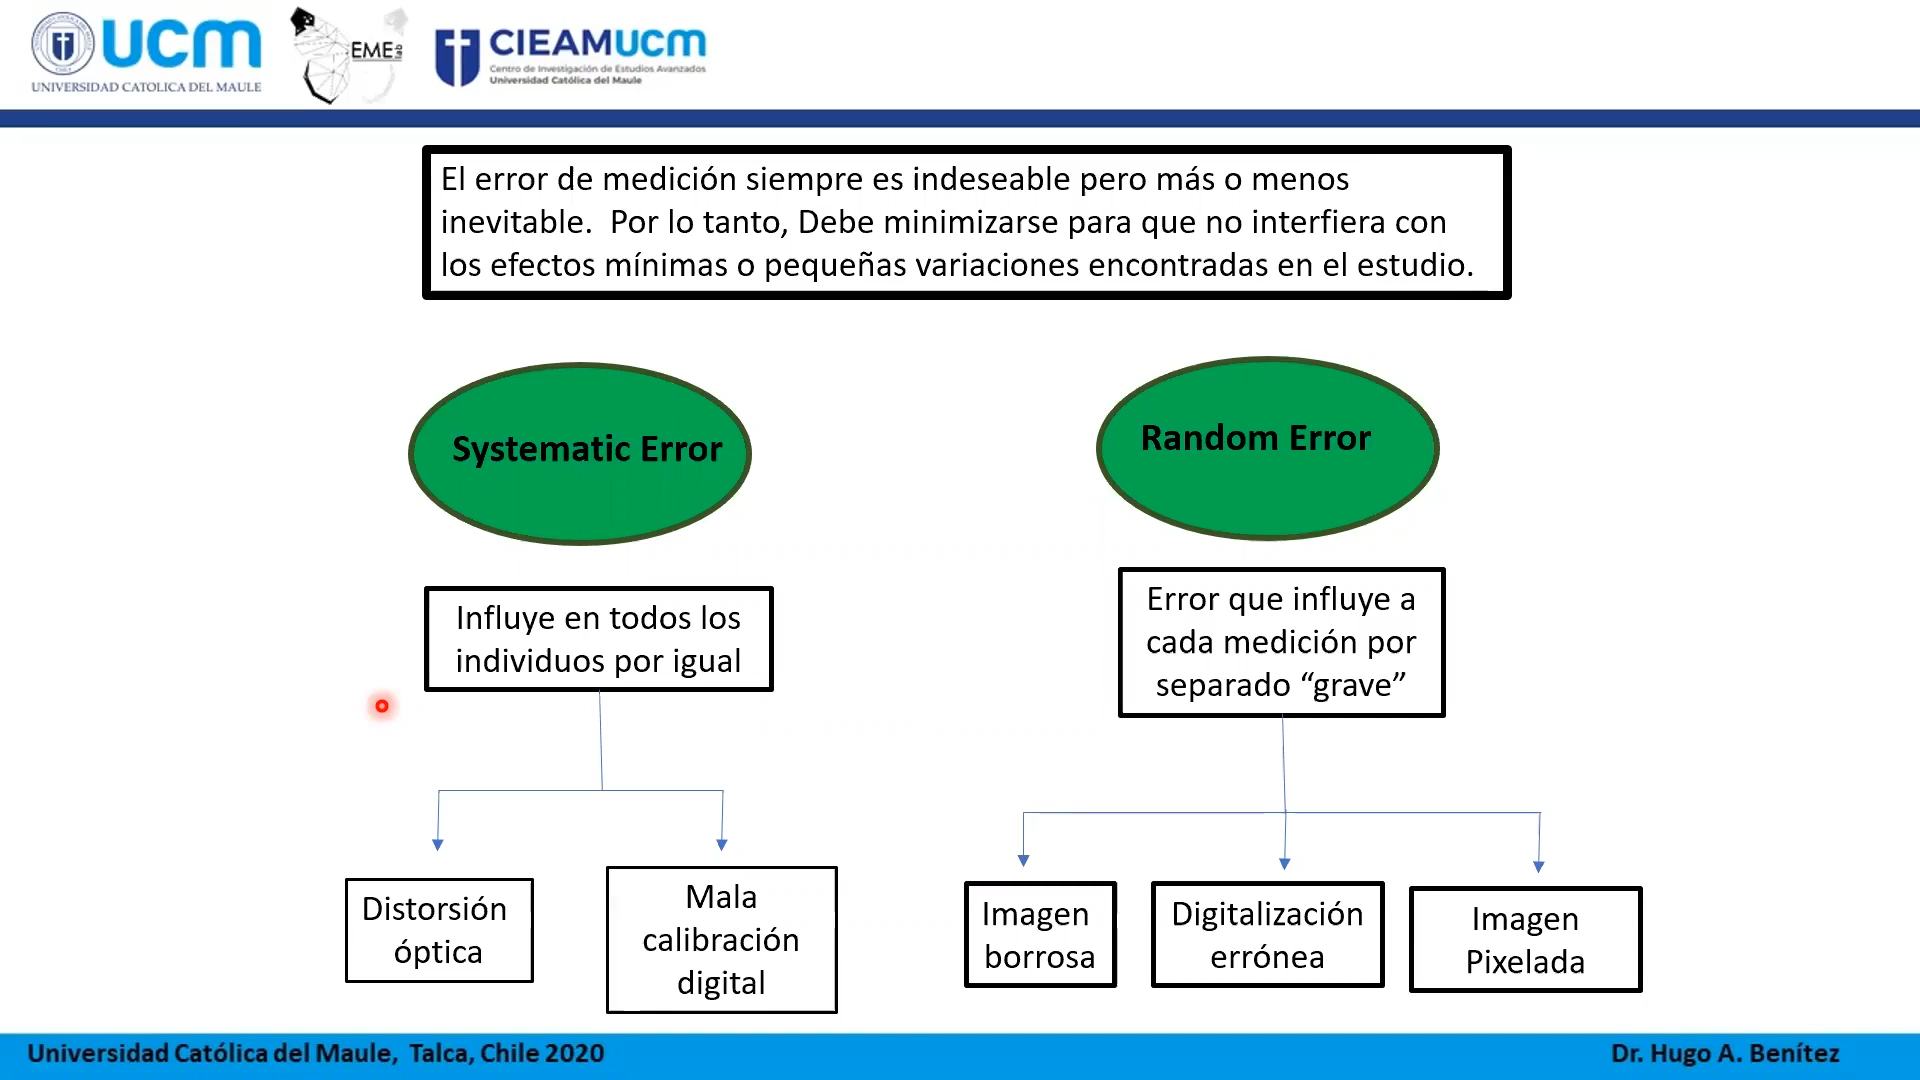 ucm
UNIVERSIDAD CATOLICA DEL MAULE
EMElab
CIEAMUCM
Centro de Investigación de Estudios Avanzados
Universidad Católica del Maule
El error de medición siempre es indeseable pero más o menos
inevitable.  Por lo tanto, Debe minimizarse para que no interfiera con
los efectos mínimas o pequeñas variaciones encontradas en el estudio.
Systematic Error
Random Error
Influye en todos los
individuos por igual
Error que influye a
cada medición por
separado “grave”
Distorsión
óptica
Mala
calibración
digital
Imagen
borrosa
Digitalización
errónea
Imagen
Pixelada
Universidad Católica del Maule,  Talca, Chile 2020
Dr. Hugo A. Benítez